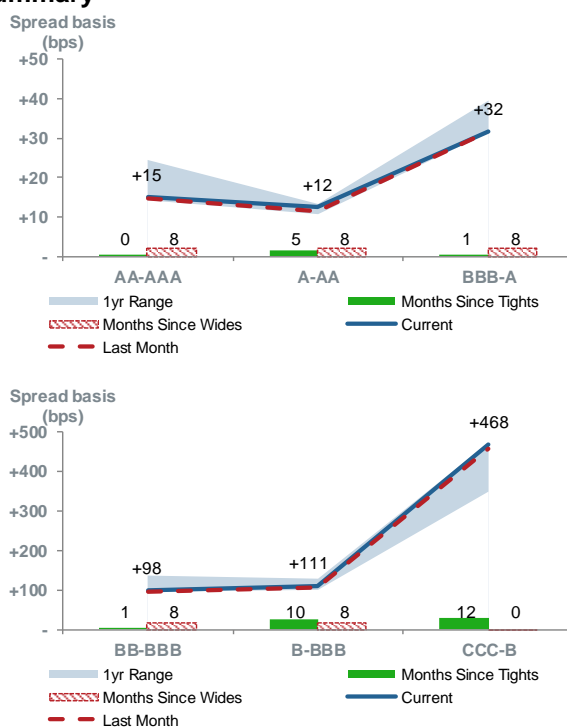 Spread basis
(bps)
+50
+40
+30
+20
+10
-
+15
+12
+32
0 8 5 8 1 8
AA-AAA A-AA BBB-A
1yr Range Months Since Tights
Months Since Wides Current
Last Month
Spread basis
(bps)
+500
+400
+300
+200
+100
-
+98
+111
+468
1 8 10 8 12 0
BB-BBB B-BBB CCC-B
1yr Range Months Since Tights
Months Since Wides Current
Last Month